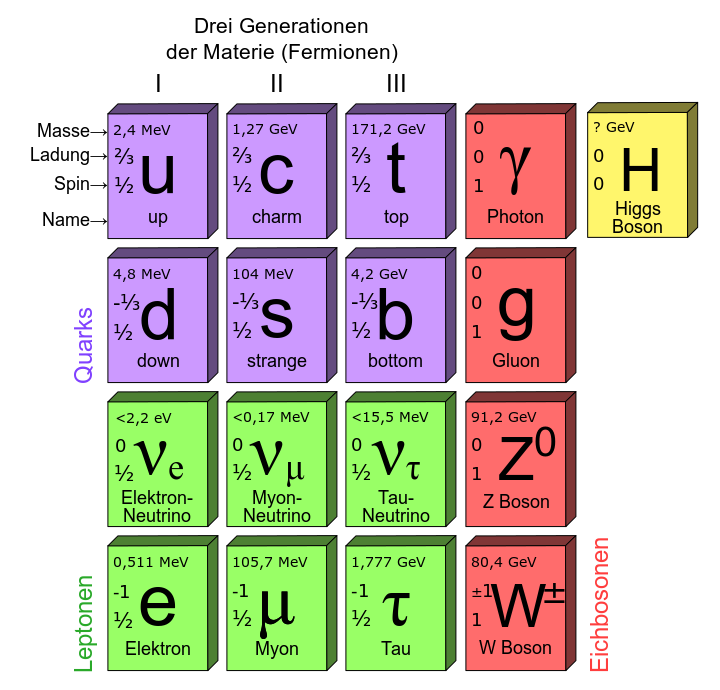 Drei Generationen
der Materie (Fermionen)
I II III
Masse→
Ladung→
Spin→
Name→
2,4 MeV
⅔
½
u
up
1,27 GeV
⅔
½
c
charm
171,2 GeV
⅔
½
t
top
0
0
1
γ
Photon
? GeV
0
0
H
Higgs
Boson
Quarks
4,8 MeV
-⅓
½
d
down
104 MeV
-⅓
½
s
strange
4,2 GeV
-⅓
½
b
bottom
0
0
1
g
Gluon
<2,2 eV
0
½
νe
Elektron-
Neutrino
<0,17 MeV
0
½
νμ
Myon-
Neutrino
<15,5 MeV
0
½
ντ
Tau-
Neutrino
91,2 GeV
0
1
Z⁰
Z Boson
Leptonen
0,511 MeV
-1
½
e
Elektron
105,7 MeV
-1
½
μ
Myon
1,777 GeV
-1
½
τ
Tau
80,4 GeV
±1
1
W±
W Boson
Eichbosonen